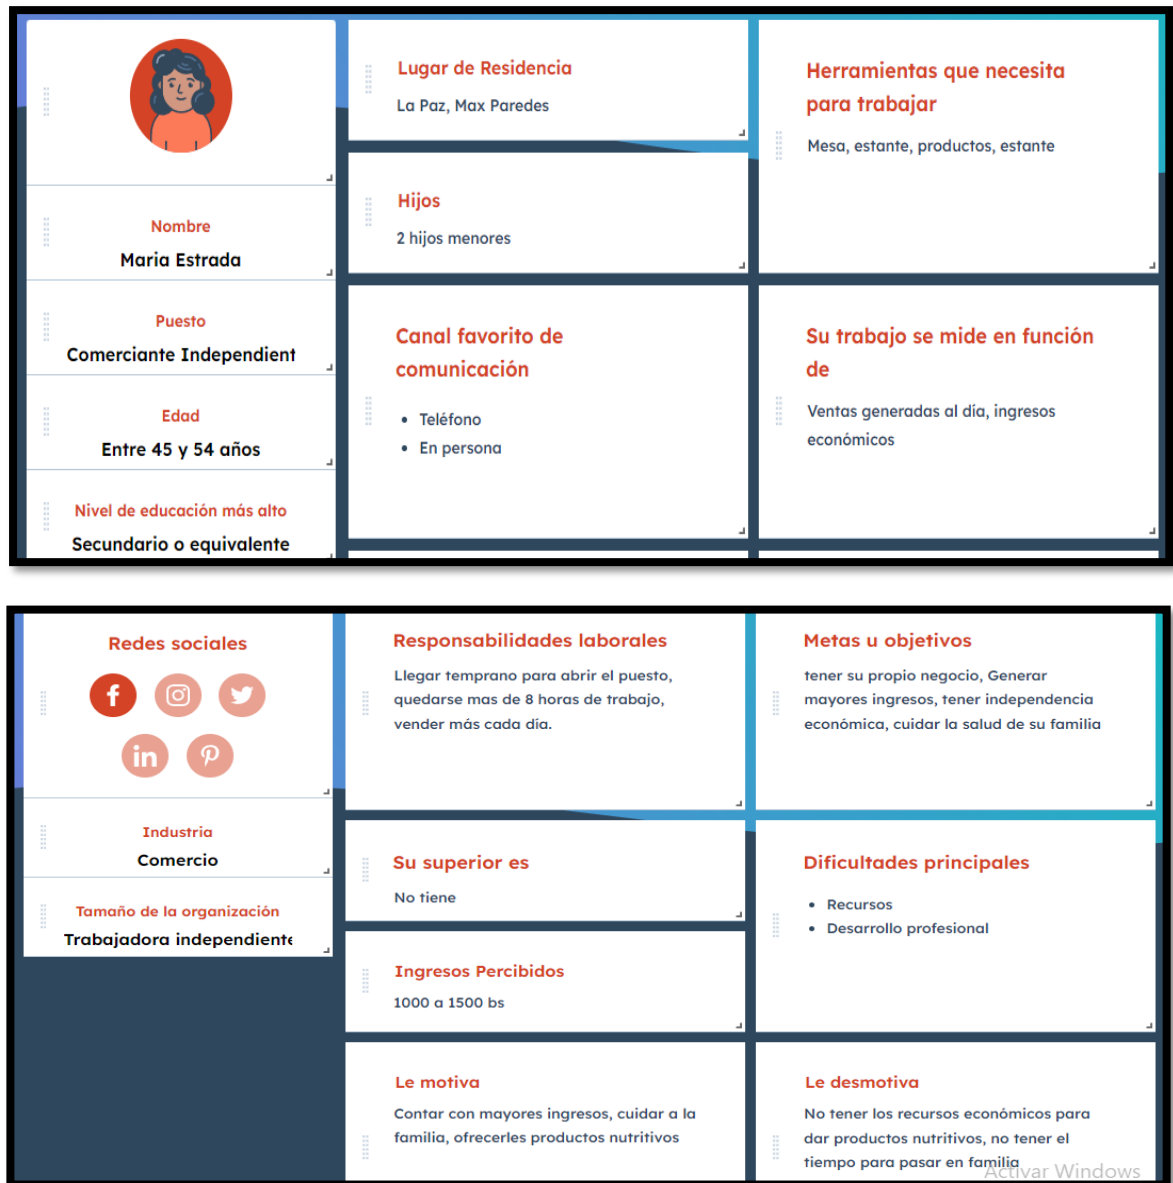 Nombre
Maria Estrada
Puesto
Comerciante Independient
Edad
Entre 45 y 54 años
Nivel de educación más alto
Secundario o equivalente
Lugar de Residencia
La Paz, Max Paredes
Hijos
2 hijos menores
Canal favorito de
comunicación
• Teléfono
• En persona
Herramientas que necesita
para trabajar
Mesa, estante, productos, estante
Su trabajo se mide en función
de
Ventas generadas al día, ingresos
económicos
Redes sociales
f
in
Industria
Comercio
Tamaño de la organización
Trabajadora independiente
Responsabilidades laborales
Llegar temprano para abrir el puesto,
quedarse mas de 8 horas de trabajo,
vender más cada día.
Su superior es
No tiene
Ingresos Percibidos
1000 a 1500 bs
Le motiva
Contar con mayores ingresos, cuidar a la
familia, ofrecerles productos nutritivos
Metas u objetivos
tener su propio negocio, Generar
mayores ingresos, tener independencia
económica, cuidar la salud de su familia
Dificultades principales
• Recursos
• Desarrollo profesional
Le desmotiva
No tener los recursos económicos para
dar productos nutritivos, no tener el
tiempo para pasar en familia
Activar Windows